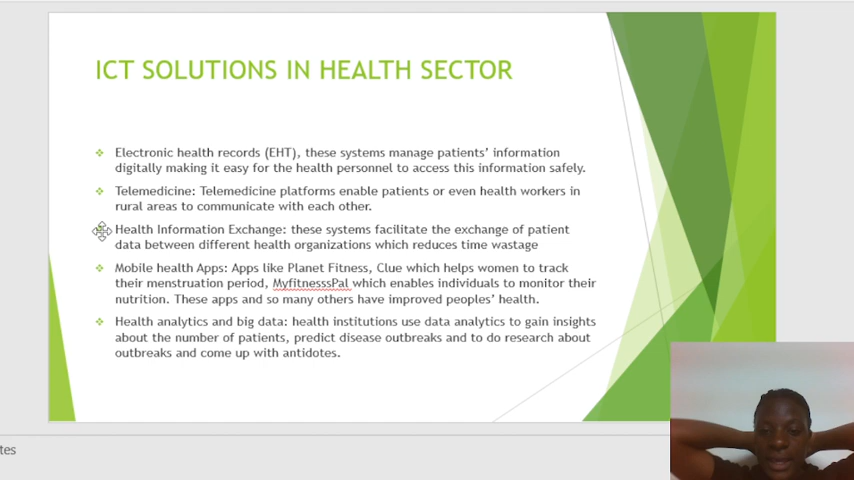 ICT SOLUTIONS IN HEALTH SECTOR
Electronic health records (EHT), these systems manage patients’ information
digitally making it easy for the health personnel to access this information safely.
Telemedicine: Telemedicine platforms enable patients or even health workers in
rural areas to communicate with each other.
Health Information Exchange: these systems facilitate the exchange of patient
data between different health organizations which reduces time wastage
Mobile health Apps: Apps like Planet Fitness, Clue which helps women to track
their menstruation period, MyfitnesssPal which enables individuals to monitor their
nutrition. These apps and so many others have improved peoples’ health.
Health analytics and big data: health institutions use data analytics to gain insights
about the number of patients, predict disease outbreaks and to do research about
outbreaks and come up with antidotes.
tes